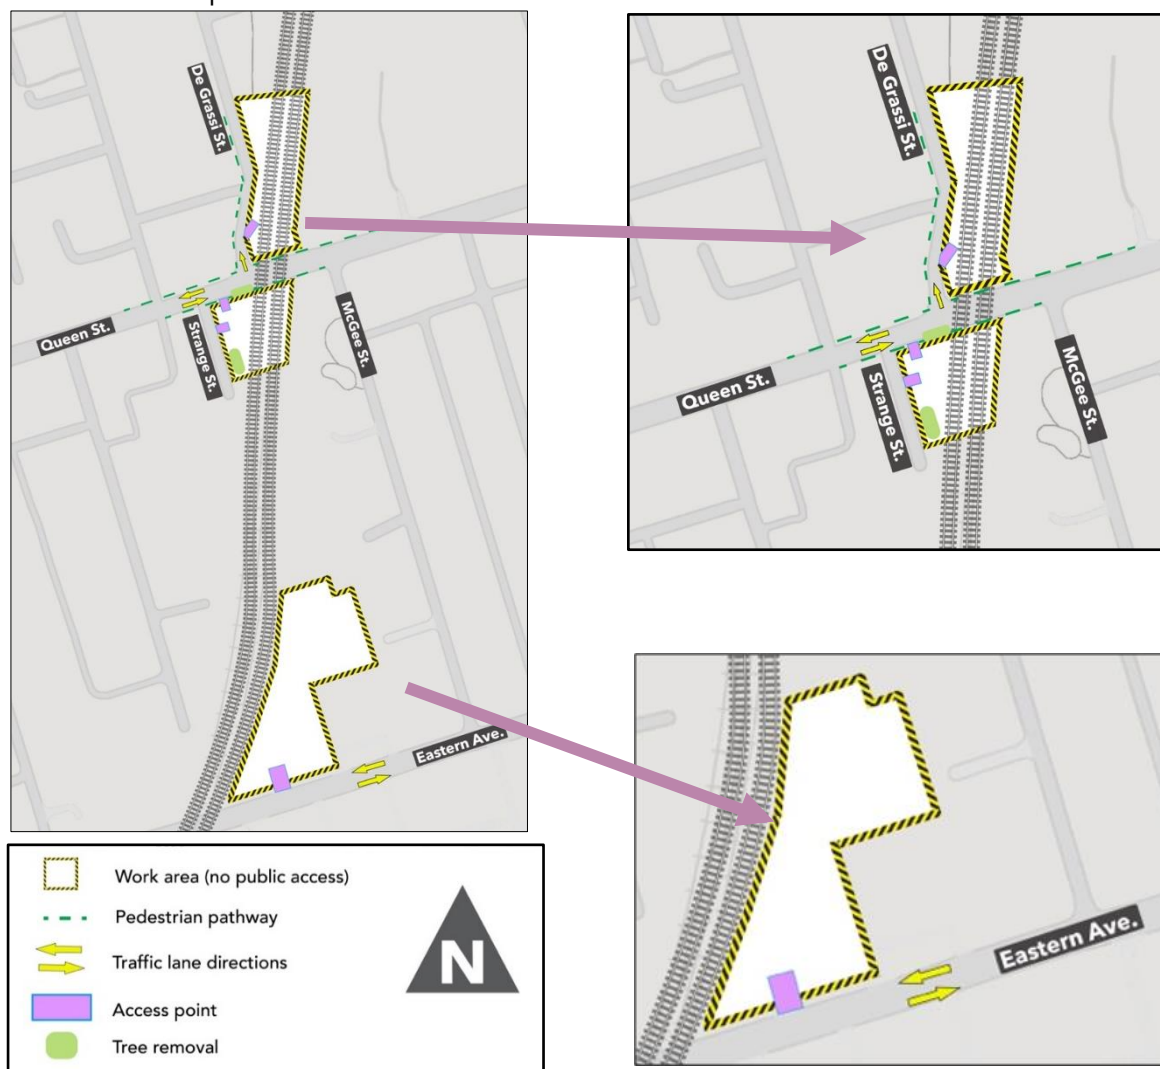 De Grassi St.
Queen St.
Strange St.
McGee St.
Eastern Ave.
De Grassi St.
Queen St.
Strange St.
McGee St.
Eastern Ave.
Work area (no public access)
Pedestrian pathway
Traffic lane directions
Access point
Tree removal
N